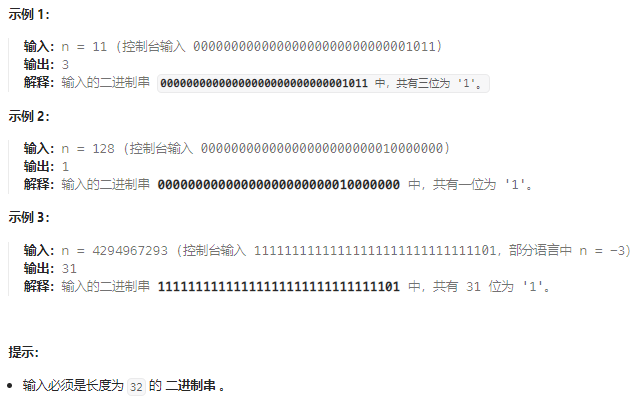 示例 1：
输入：n = 11 (控制台输入 00000000000000000000000000001011)
输出：3
解释：输入的二进制串 00000000000000000000000000001011 中，共有三位为 '1'。
示例 2：
输入：n = 128 (控制台输入 00000000000000000000000010000000)
输出：1
解释：输入的二进制串 00000000000000000000000010000000 中，共有一位为 '1'。
示例 3：
输入：n = 4294967293 (控制台输入 11111111111111111111111111111101，部分语言中 n = -3)
输出：31
解释：输入的二进制串 11111111111111111111111111111101 中，共有 31 位为 '1'。
提示：
• 输入必须是长度为 32 的 二进制串 。